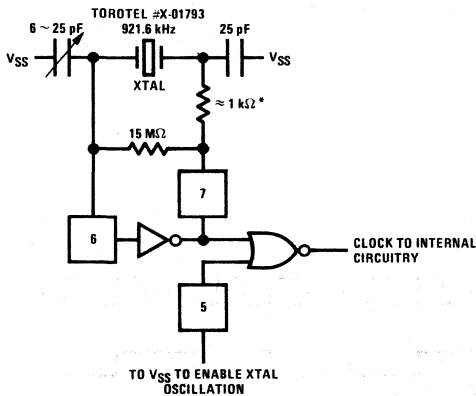 TOROTEL #X-01793
6 ~ 25 pF
921.6 kHz
25 pF
VSS
VSS
XTAL
≈ 1 kΩ*
15 MΩ
7
6
CLOCK TO INTERNAL
CIRCUITRY
5
TO VSS TO ENABLE XTAL
OSCILLATION